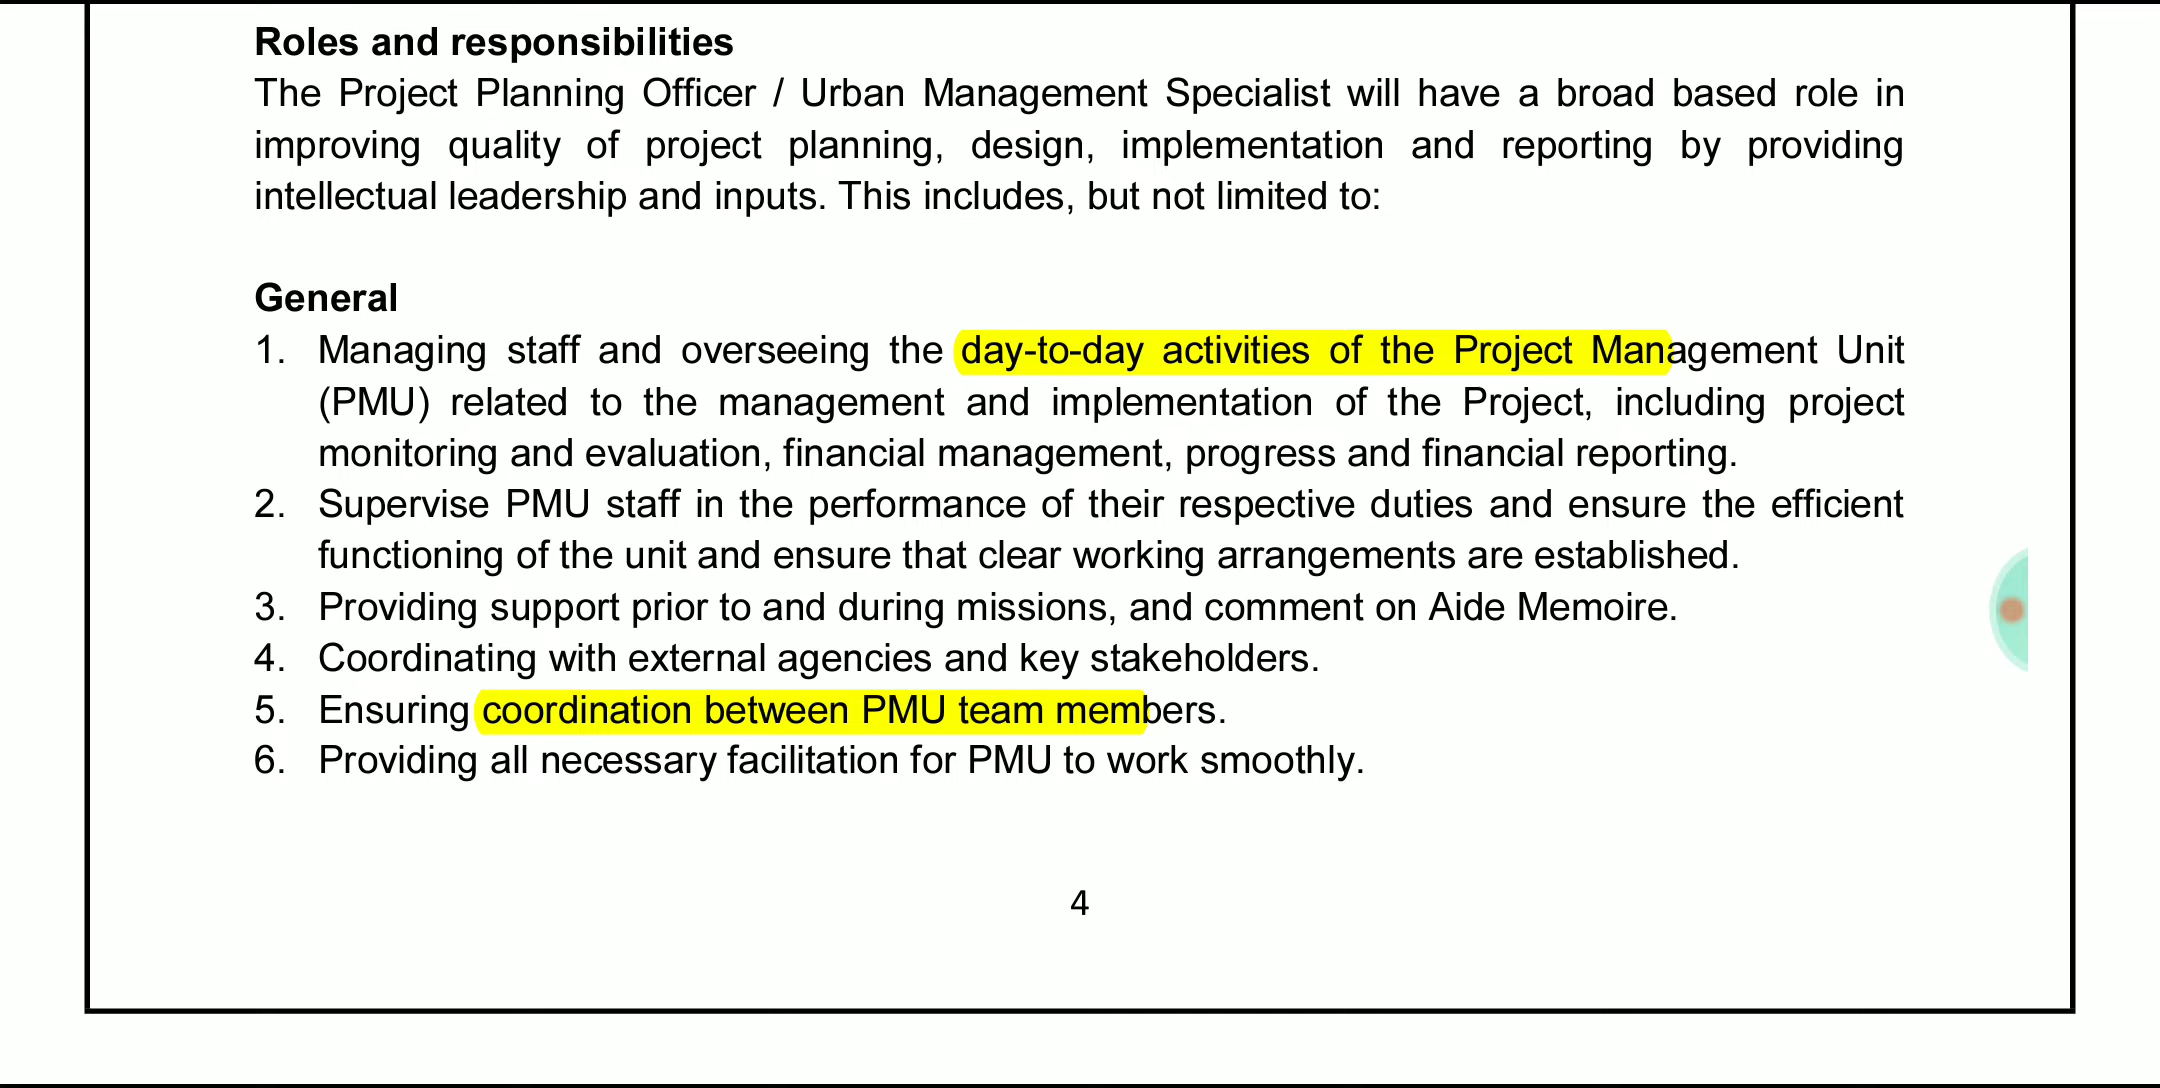 Roles and responsibilities
The Project Planning Officer / Urban Management Specialist will have a broad based role in
improving quality of project planning, design, implementation and reporting by providing
intellectual leadership and inputs. This includes, but not limited to:
General
1. Managing staff and overseeing the day-to-day activities of the Project Management Unit
(PMU) related to the management and implementation of the Project, including project
monitoring and evaluation, financial management, progress and financial reporting.
2. Supervise PMU staff in the performance of their respective duties and ensure the efficient
functioning of the unit and ensure that clear working arrangements are established.
3. Providing support prior to and during missions, and comment on Aide Memoire.
4. Coordinating with external agencies and key stakeholders.
5. Ensuring coordination between PMU team members.
6. Providing all necessary facilitation for PMU to work smoothly.
4